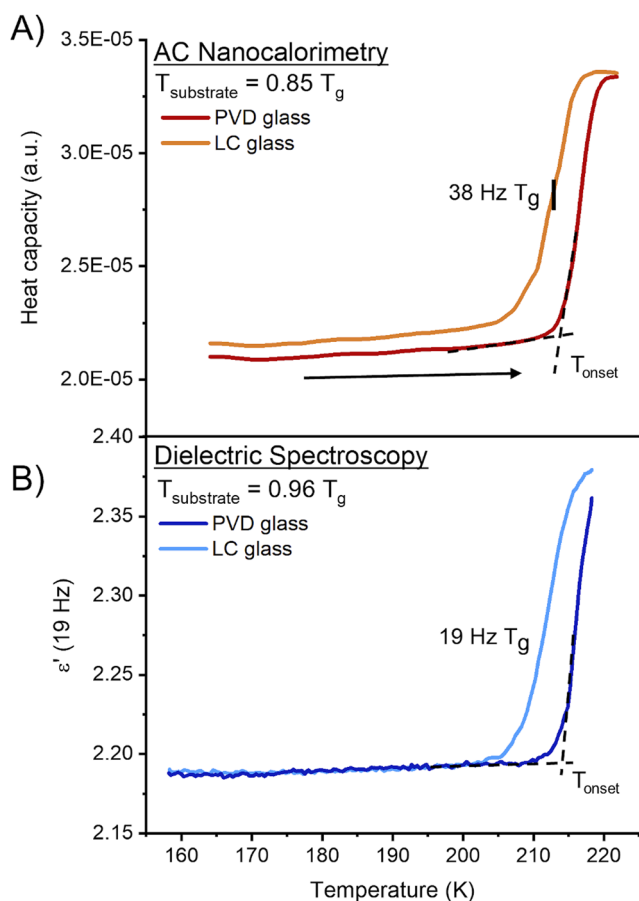 A)
AC Nanocalorimetry
T_substrate = 0.85 T_g
PVD glass
LC glass
38 Hz T_g
T_onset
Heat capacity (a.u.)
3.5E-05
3.0E-05
2.5E-05
2.0E-05
B)
Dielectric Spectroscopy
T_substrate = 0.96 T_g
PVD glass
LC glass
19 Hz T_g
T_onset
ε' (19 Hz)
2.40
2.35
2.30
2.25
2.20
2.15
160 170 180 190 200 210 220
Temperature (K)